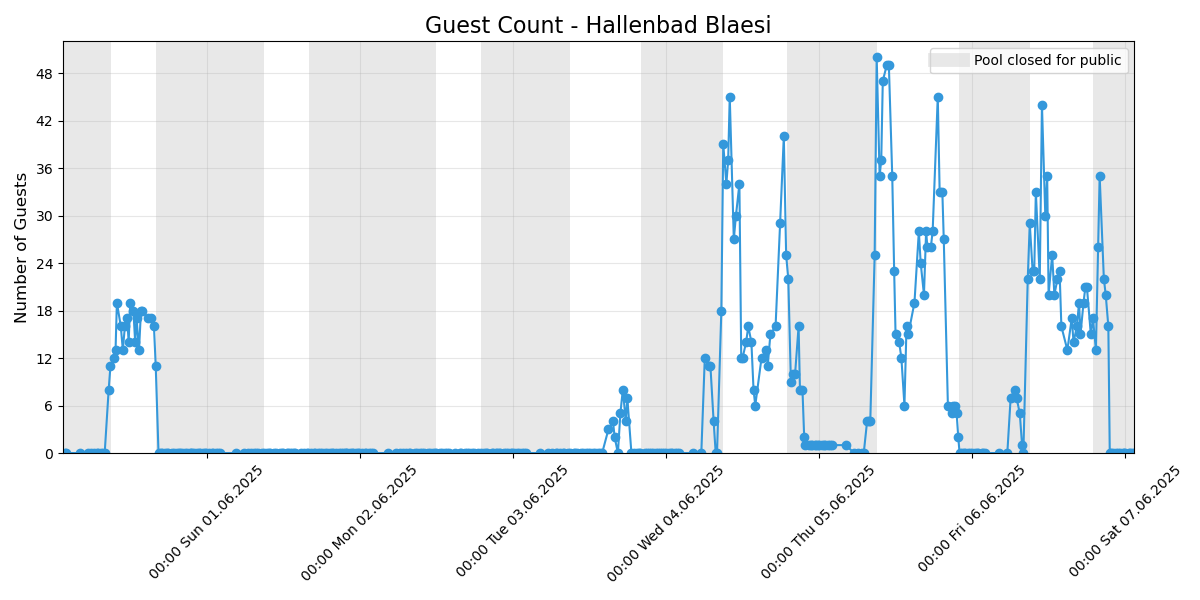 Guest Count - Hallenbad Blaesi
Pool closed for public
Number of Guests
48
42
36
30
24
18
12
6
0
00:00 Sun 01.06.2025
00:00 Mon 02.06.2025
00:00 Tue 03.06.2025
00:00 Wed 04.06.2025
00:00 Thu 05.06.2025
00:00 Fri 06.06.2025
00:00 Sat 07.06.2025